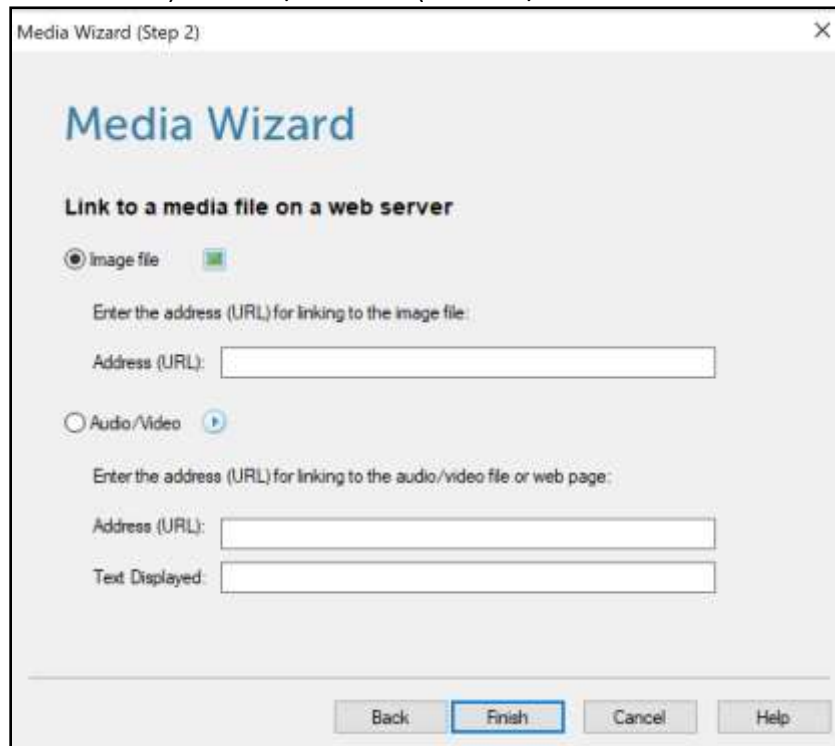 Media Wizard (Step 2)
Media Wizard
Link to a media file on a web server
Image file
Enter the address (URL) for linking to the image file:
Address (URL):
Audio/Video
Enter the address (URL) for linking to the audio/video file or web page:
Address (URL):
Text Displayed:
Back Finish Cancel Help